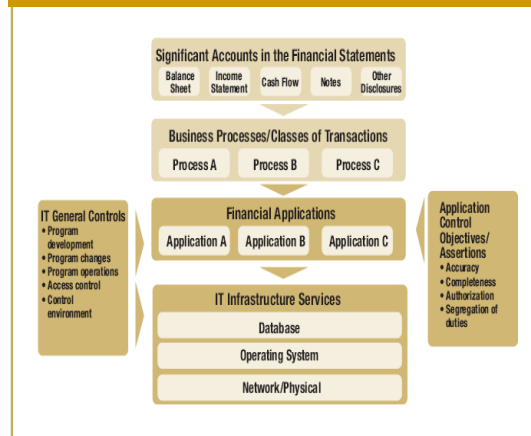 Significant Accounts in the Financial Statements
Balance
Sheet
Income
Statement
Cash Flow
Notes
Other
Disclosures
Business Processes/Classes of Transactions
Process A
Process B
Process C
IT General Controls
• Program
development
• Program changes
• Program operations
• Access control
• Control
environment
Financial Applications
Application A
Application B
Application C
Application
Control
Objectives/
Assertions
• Accuracy
• Completeness
• Authorization
• Segregation of
duties
IT Infrastructure Services
Database
Operating System
Network/Physical